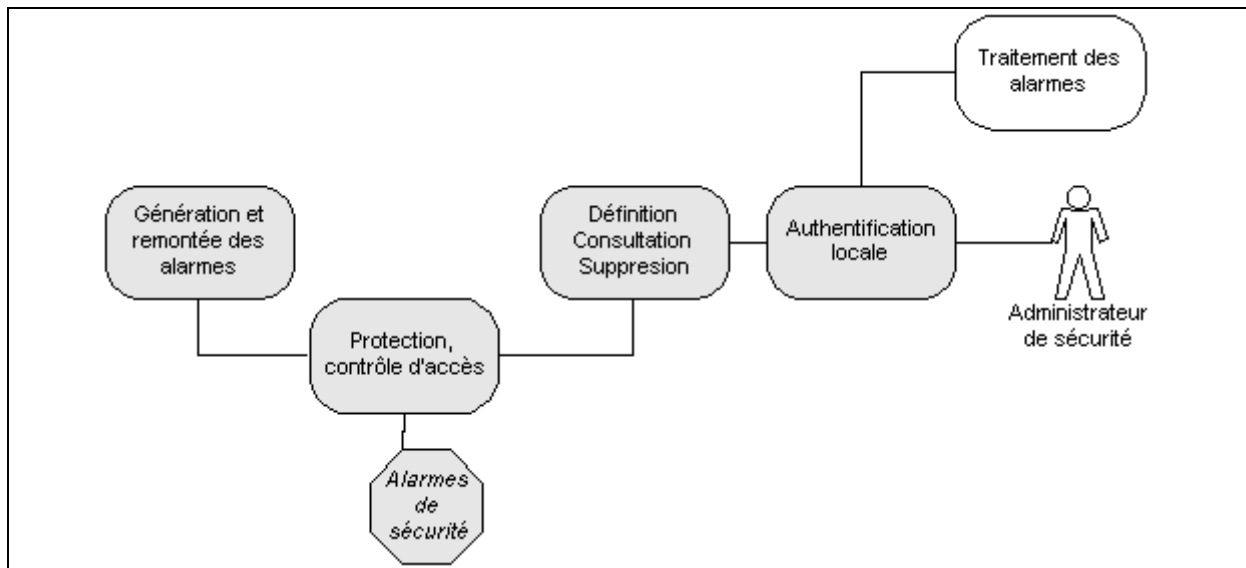 Traitement des
alarmes
Génération et
remontée des
alarmes
Définition
Consultation
Suppresion
Authentification
locale
Administrateur
de sécurité
Protection,
contrôle d'accès
Alarmes
de
sécurité